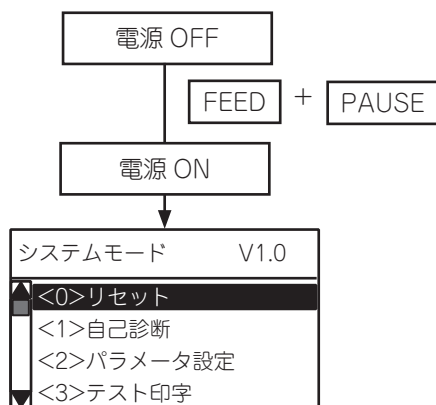 電源 OFF
FEED + PAUSE
電源 ON
システムモード V1.0
<0>リセット
<1>自己診断
<2>パラメータ設定
<3>テスト印字